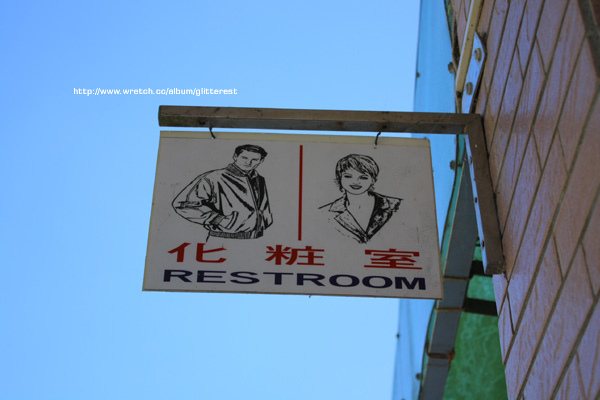 http://www.wretch.cc/album/glitterest
化 粧 室
RESTROOM